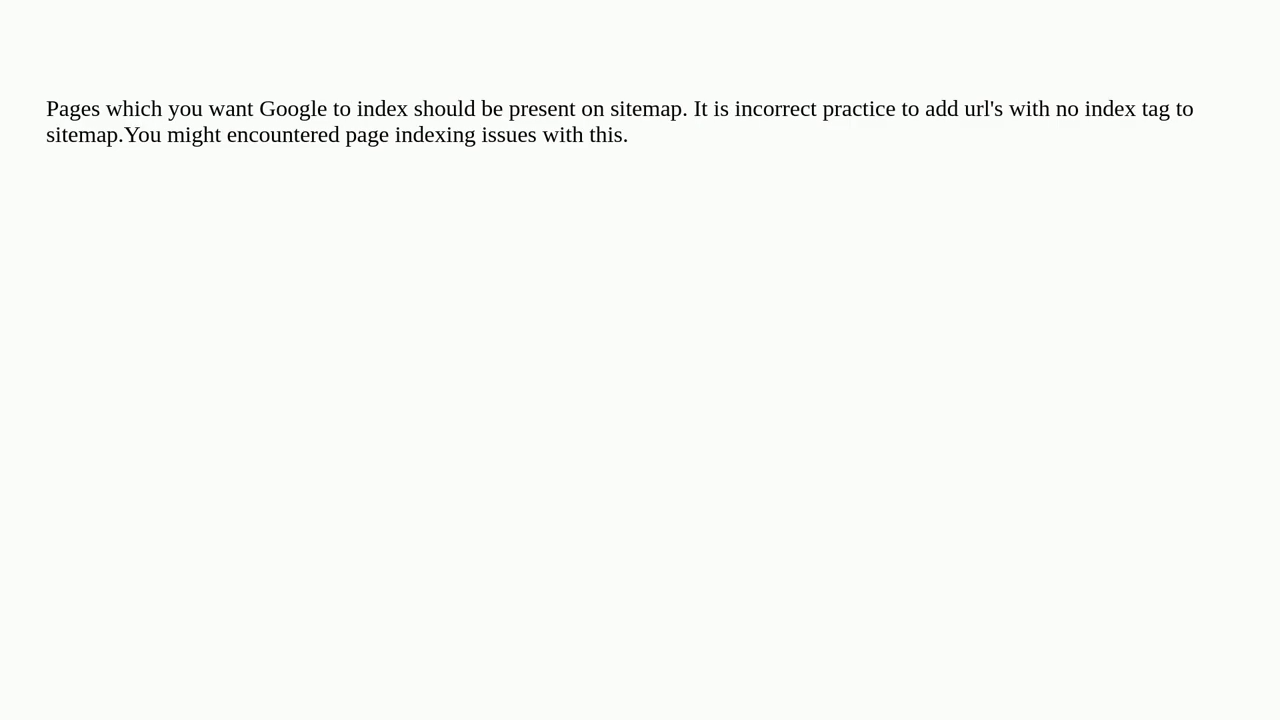 Pages which you want Google to index should be present on sitemap. It is incorrect practice to add url's with no index tag to
sitemap.You might encountered page indexing issues with this.